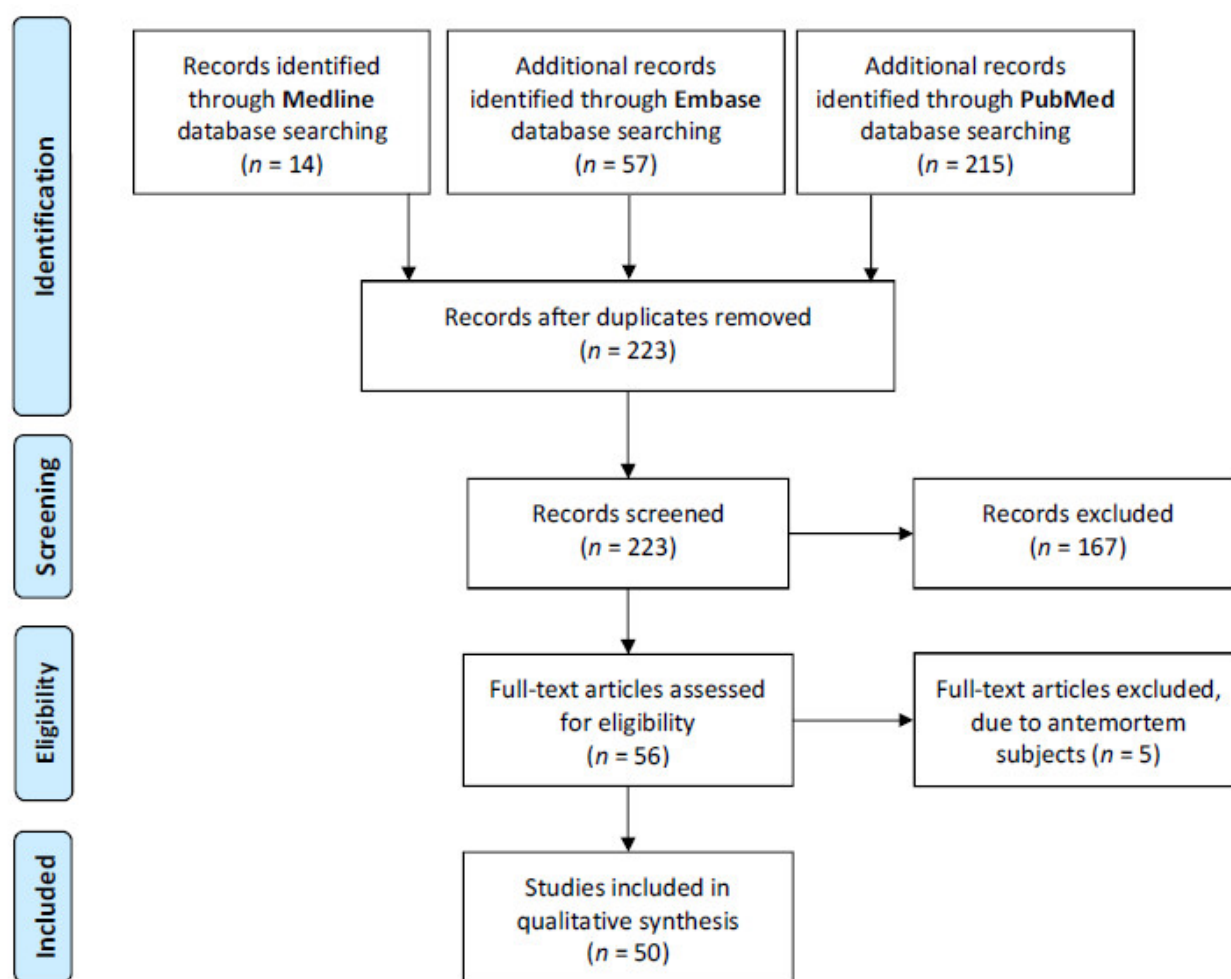 Identification
Records identified
through Medline
database searching
(n = 14)
Additional records
identified through Embase
database searching
(n = 57)
Additional records
identified through PubMed
database searching
(n = 215)
Records after duplicates removed
(n = 223)
Screening
Records screened
(n = 223)
Records excluded
(n = 167)
Eligibility
Full-text articles assessed
for eligibility
(n = 56)
Full-text articles excluded,
due to antemortem
subjects (n = 5)
Included
Studies included in
qualitative synthesis
(n = 50)